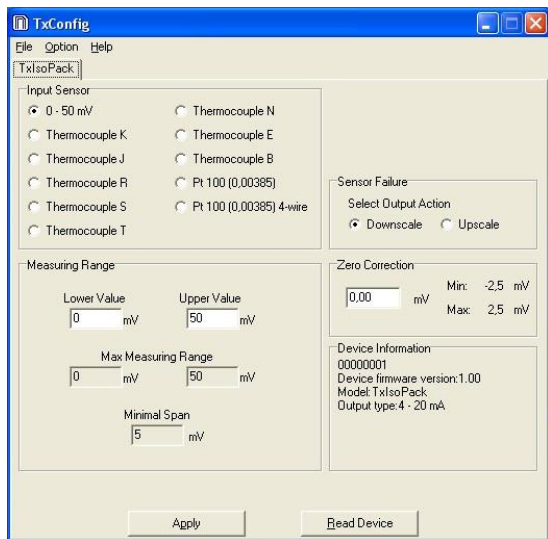 TxConfig
File Option Help
TxIsoPack
Input Sensor
0 - 50 mV
Thermocouple K
Thermocouple J
Thermocouple R
Thermocouple S
Thermocouple T
Thermocouple N
Thermocouple E
Thermocouple B
Pt 100 (0,00385)
Pt 100 (0,00385) 4-wire
Sensor Failure
Select Output Action
Downscale Upscale
Measuring Range
Lower Value Upper Value
0 mV 50 mV
Max Measuring Range
0 mV 50 mV
Minimal Span
5 mV
Zero Correction
0,00 mV
Min: -2,5 mV
Max: 2,5 mV
Device Information
00000001
Device firmware version:1.00
Model:TxIsoPack
Output type:4 - 20 mA
Apply Read Device